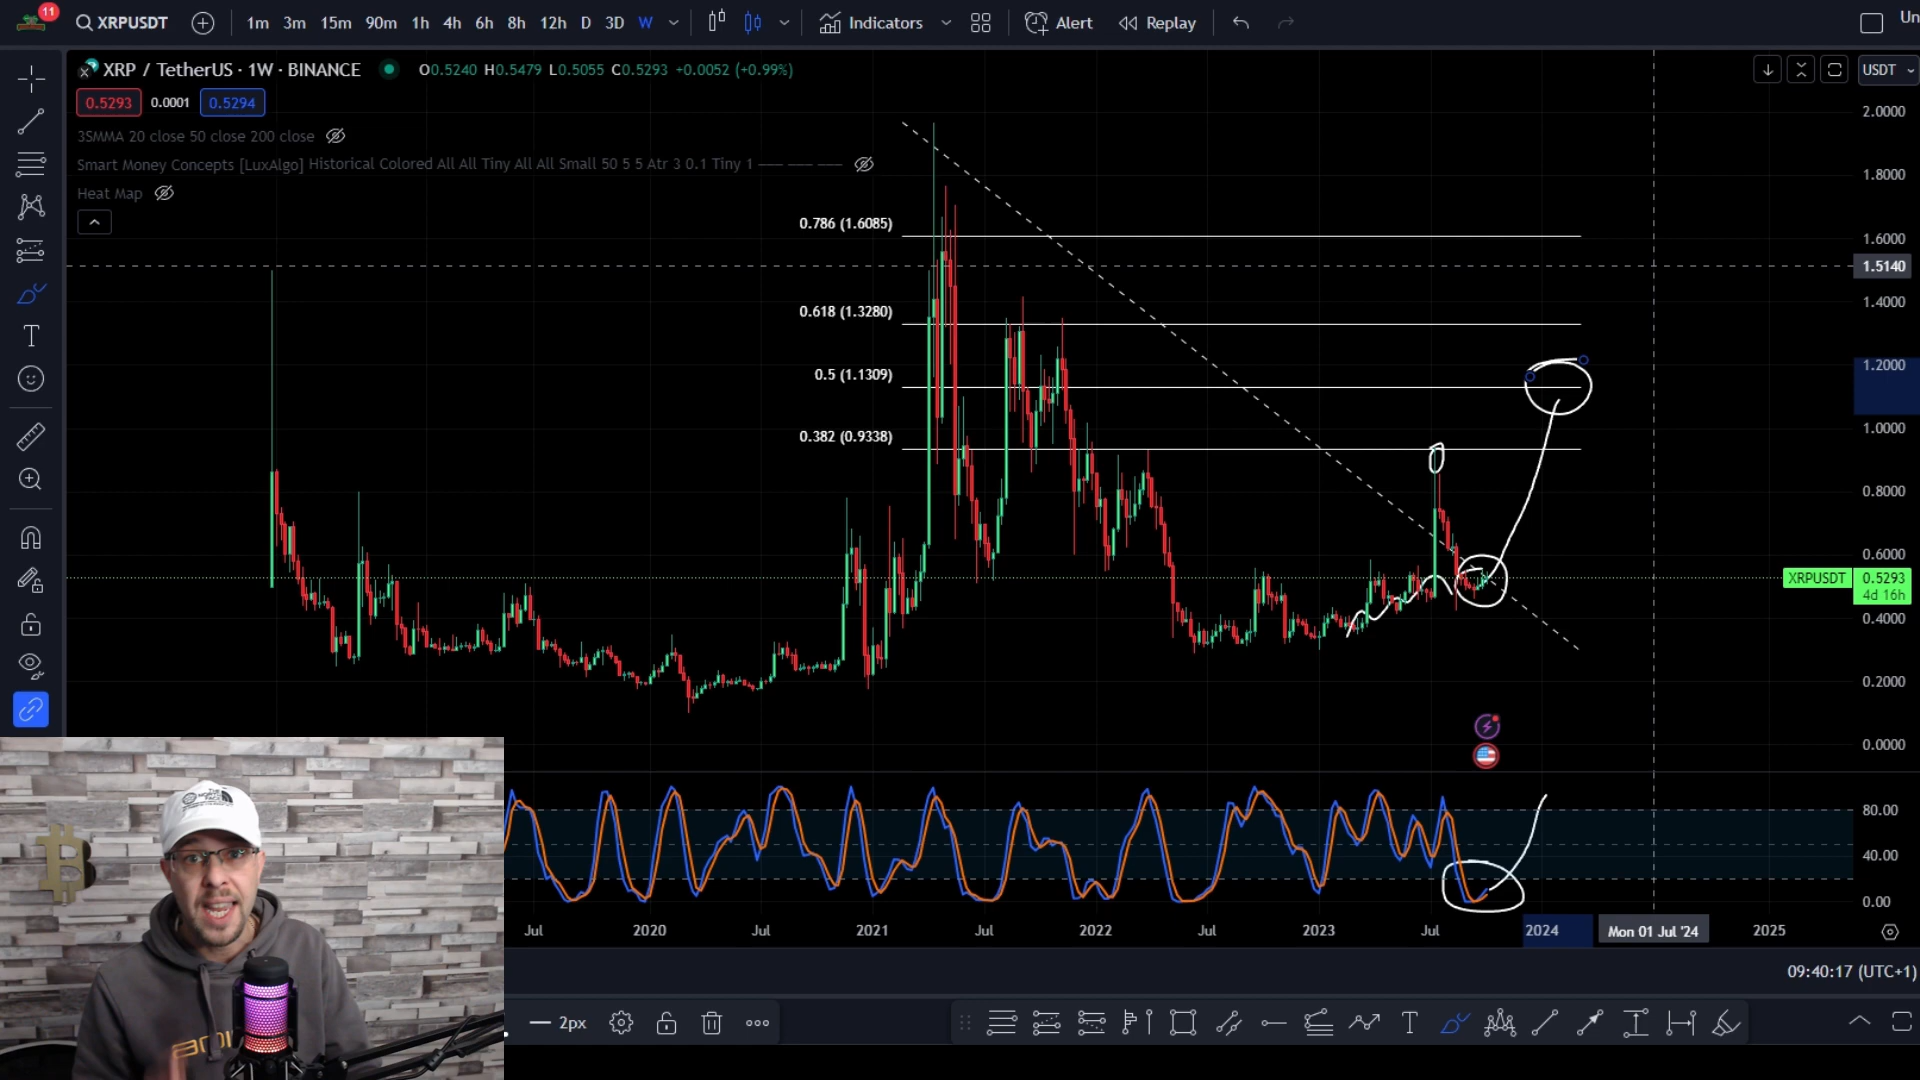 11
XRPUSDT
1m 3m 15m 90m 1h 4h 6h 8h 12h D 3D W
Indicators
Alert
Replay
Un
XRP / TetherUS · 1W · BINANCE
O0.5240 H0.5479 L0.5055 C0.5293 +0.0052 (+0.99%)
USDT
0.5293 0.0001 0.5294
3SMMA 20 close 50 close 200 close
Smart Money Concepts [LuxAlgo] Historical Colored All All Tiny All All Small 50 5 5 Atr 3 0.1 Tiny 1
Heat Map
2.0000
1.8000
0.786 (1.6085)
1.6000
1.5140
1.4000
0.618 (1.3280)
1.2000
0.5 (1.1309)
0.382 (0.9338)
1.0000
0.8000
0.6000
XRPUSDT 0.5293
4d 16h
0.4000
0.2000
0.0000
80.00
40.00
0.00
Jul 2020 Jul 2021 Jul 2022 Jul 2023 Jul 2024 Mon 01 Jul '24 2025
09:40:17 (UTC+1)
2px
T